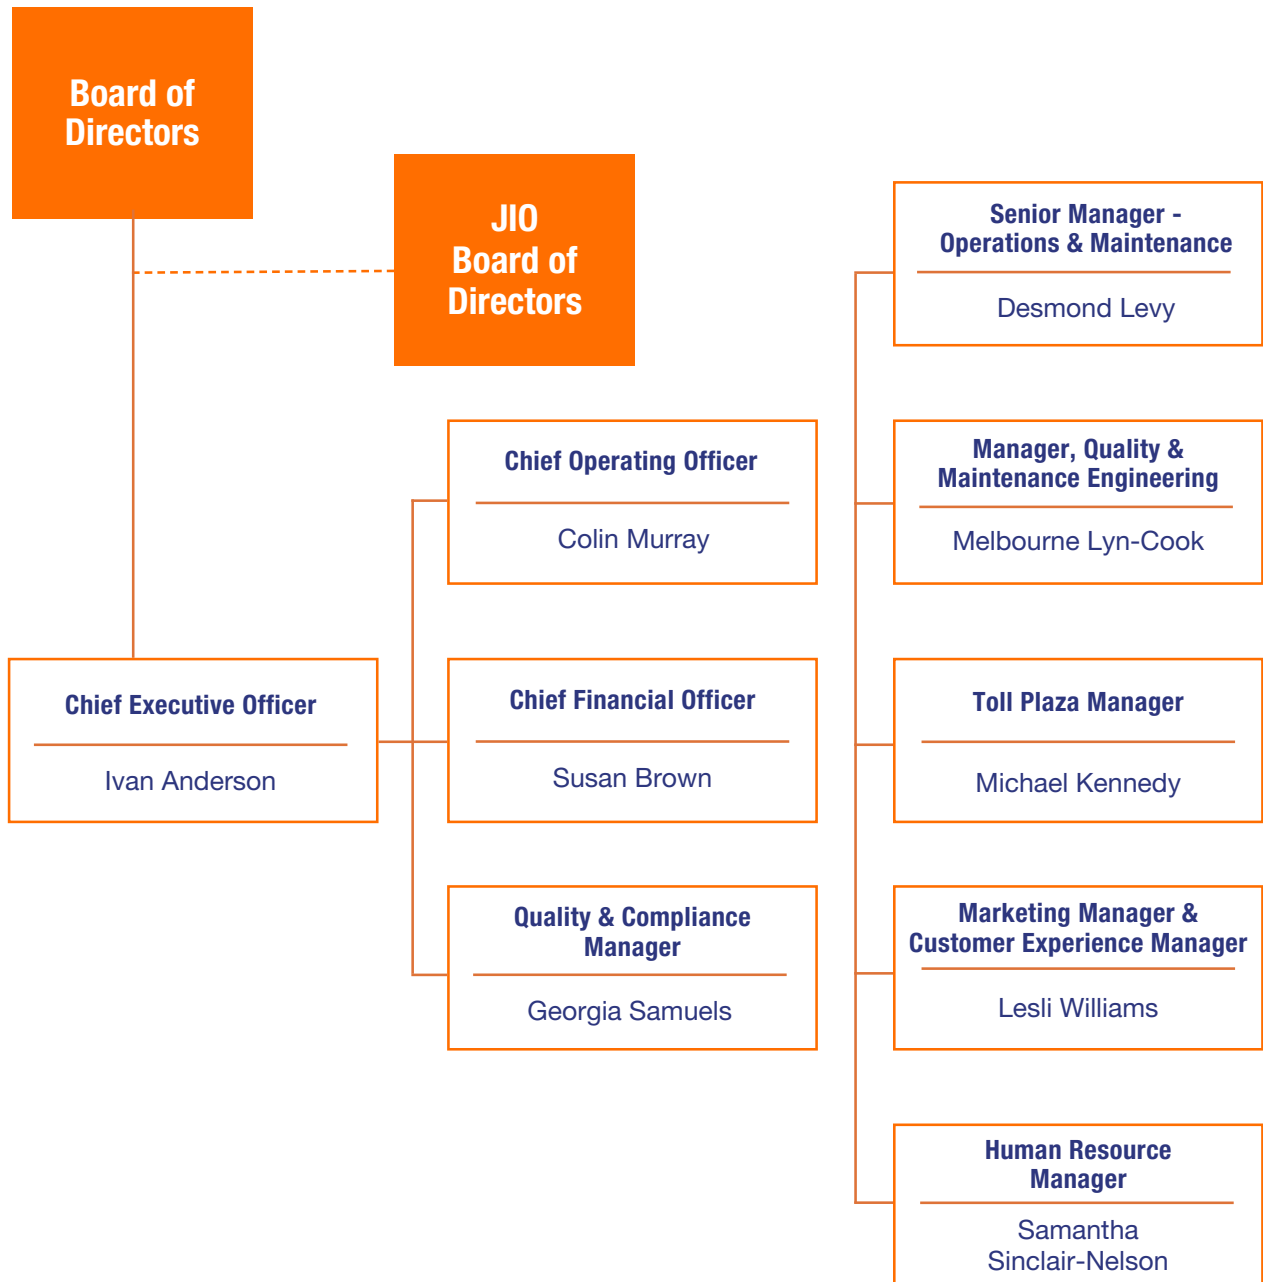 Board of
Directors
JIO
Board of
Directors
Chief Executive Officer
Ivan Anderson
Chief Operating Officer
Colin Murray
Chief Financial Officer
Susan Brown
Quality & Compliance
Manager
Georgia Samuels
Senior Manager -
Operations & Maintenance
Desmond Levy
Manager, Quality &
Maintenance Engineering
Melbourne Lyn-Cook
Toll Plaza Manager
Michael Kennedy
Marketing Manager &
Customer Experience Manager
Lesli Williams
Human Resource
Manager
Samantha
Sinclair-Nelson